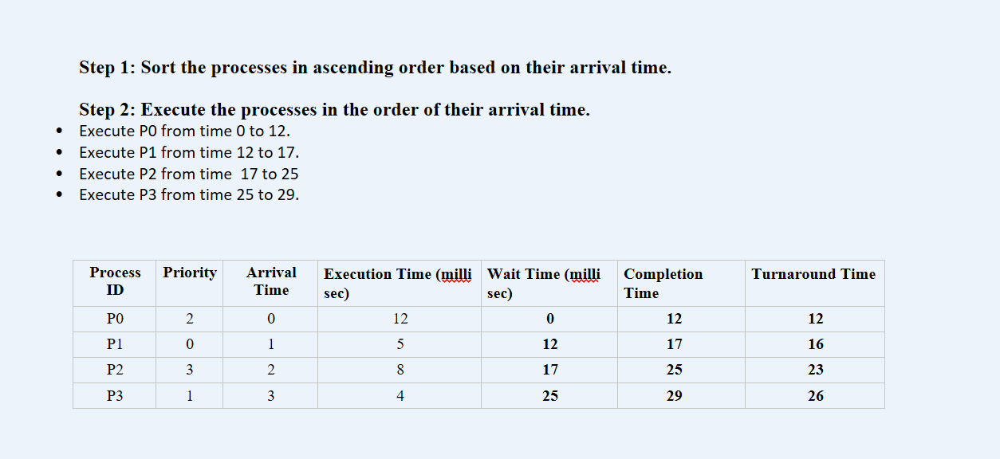 Step 1: Sort the processes in ascending order based on their arrival time.
Step 2: Execute the processes in the order of their arrival time.
• Execute P0 from time 0 to 12.
• Execute P1 from time 12 to 17.
• Execute P2 from time  17 to 25
• Execute P3 from time 25 to 29.
Process ID Priority Arrival Time Execution Time (milli sec) Wait Time (milli sec) Completion Time Turnaround Time
P0 2 0 12 0 12 12
P1 0 1 5 12 17 16
P2 3 2 8 17 25 23
P3 1 3 4 25 29 26